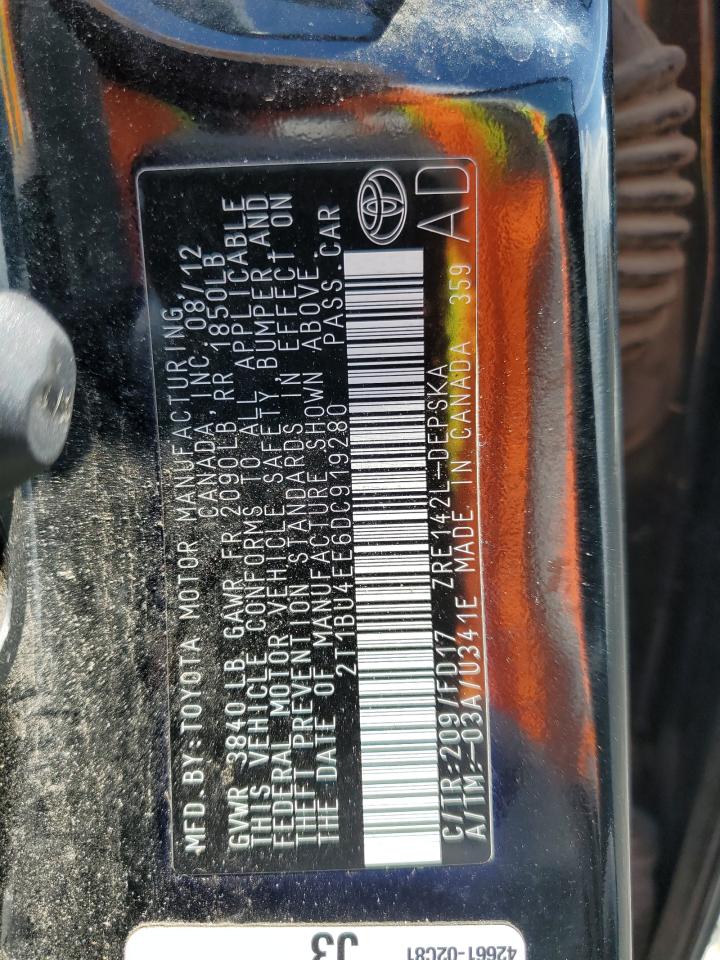 MFD.BY:TOYOTA MOTOR MANUFACTURING,
CANADA, INC. 08/12
GVWR 3840 LB GAWR FR 2090LB RR 1850LB
THIS VEHICLE CONFORMS TO ALL APPLICABLE
FEDERAL MOTOR VEHICLE SAFETY, BUMPER AND
THEFT PREVENTION STANDARDS IN EFFECT ON
THE DATE OF MANUFACTURE SHOWN ABOVE.
2T1BU4EE6DC919280 PASS.CAR
C/TR:209/FD17 ZRE142L-DEPSKA
A/TM:-03A/U341E MADE IN CANADA 359
AD
J3
42661-02C81